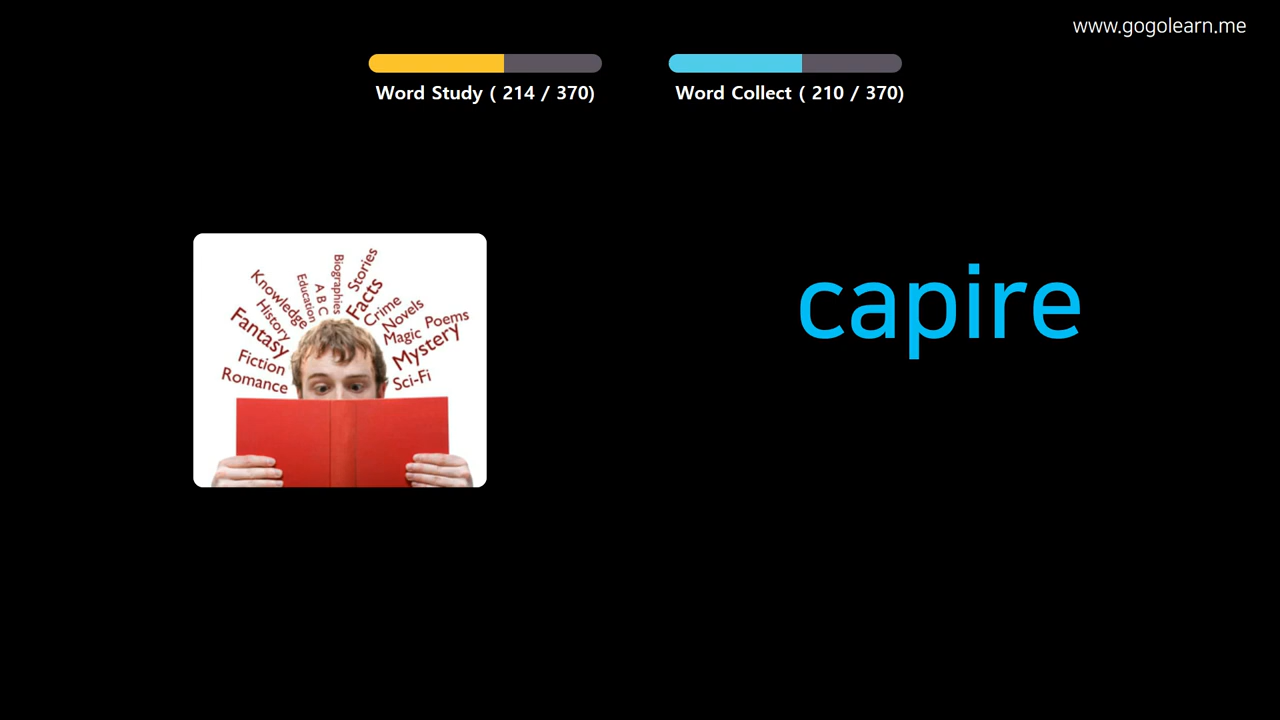 www.gogolearn.me
Word Study ( 214 / 370)
Word Collect ( 210 / 370)
capire
Stories
Biographies
Facts
A B C
Education
Crime
Knowledge
Novels
History
Poems
Magic
Fantasy
Mystery
Fiction
Sci-Fi
Romance